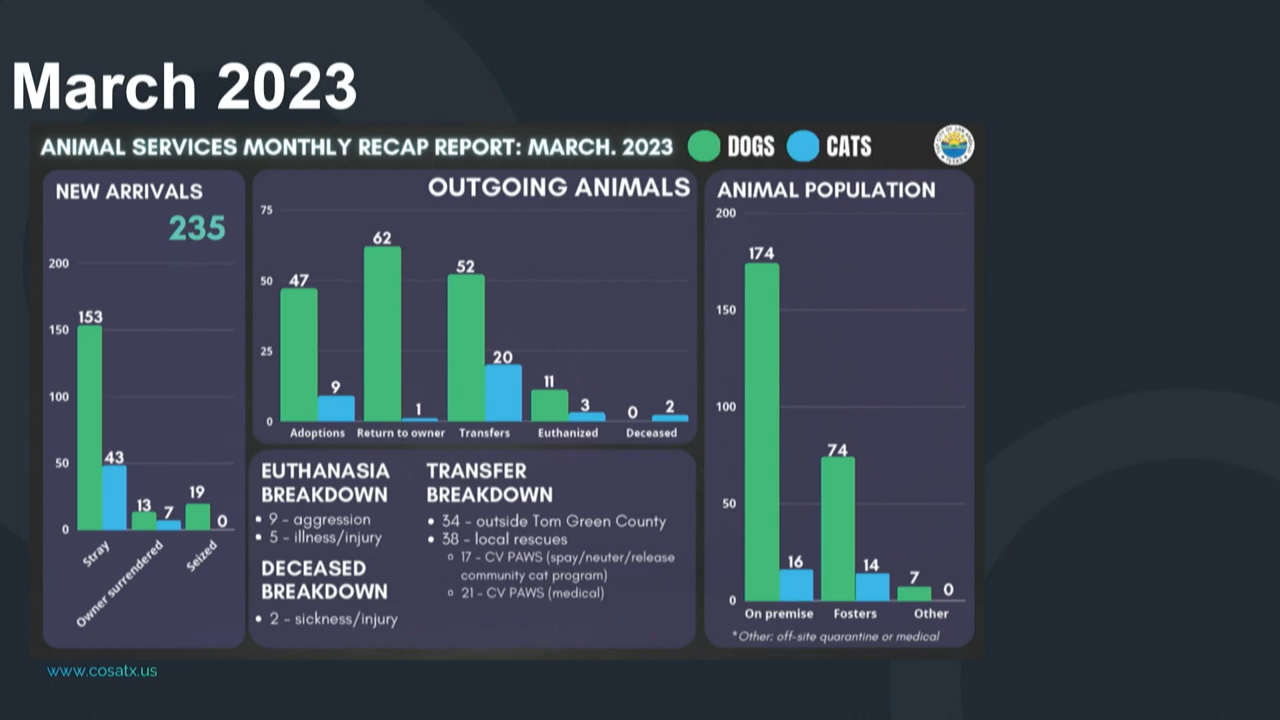 March 2023
ANIMAL SERVICES MONTHLY RECAP REPORT: MARCH. 2023
DOGS
CATS
NEW ARRIVALS
235
200
150
100
50
0
153
43
13
7
19
0
Stray
Owner surrendered
Seized
OUTGOING ANIMALS
75
50
25
0
47
9
62
1
52
20
11
3
0
2
Adoptions
Return to owner
Transfers
Euthanized
Deceased
EUTHANASIA
BREAKDOWN
• 9 - aggression
• 5 - illness/injury
DECEASED
BREAKDOWN
• 2 - sickness/injury
TRANSFER
BREAKDOWN
• 34 - outside Tom Green County
• 38 - local rescues
○ 17 - CV PAWS (spay/neuter/release
community cat program)
○ 21 - CV PAWS (medical)
ANIMAL POPULATION
200
150
100
50
0
174
16
74
14
7
0
On premise
Fosters
Other
*Other: off-site quarantine or medical
www.cosatx.us